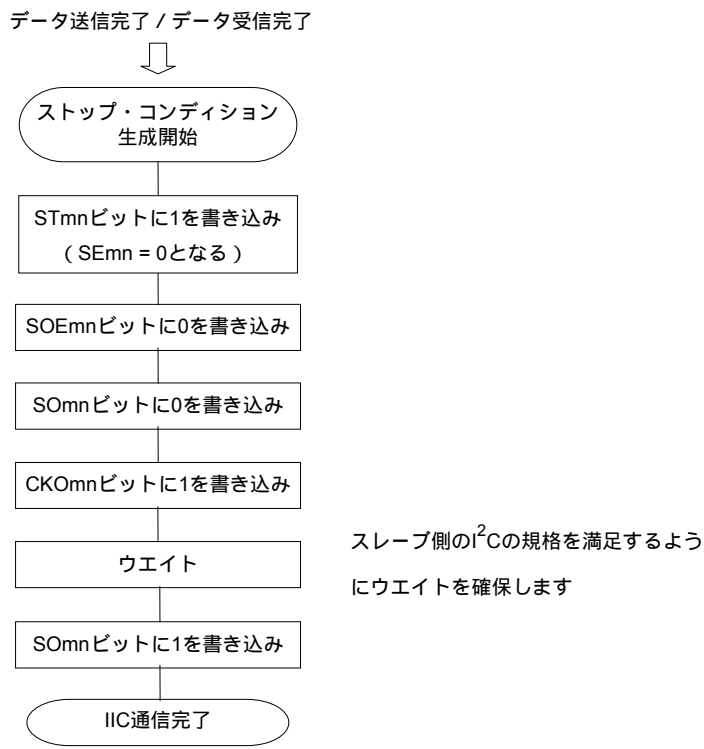 データ送信完了 / データ受信完了
ストップ・コンディション
生成開始
STmnビットに1を書き込み
( SEmn = 0となる )
SOEmnビットに0を書き込み
SOmnビットに0を書き込み
CKOmnビットに1を書き込み
ウエイト
スレーブ側のI²Cの規格を満足するよう
にウエイトを確保します
SOmnビットに1を書き込み
IIC通信完了